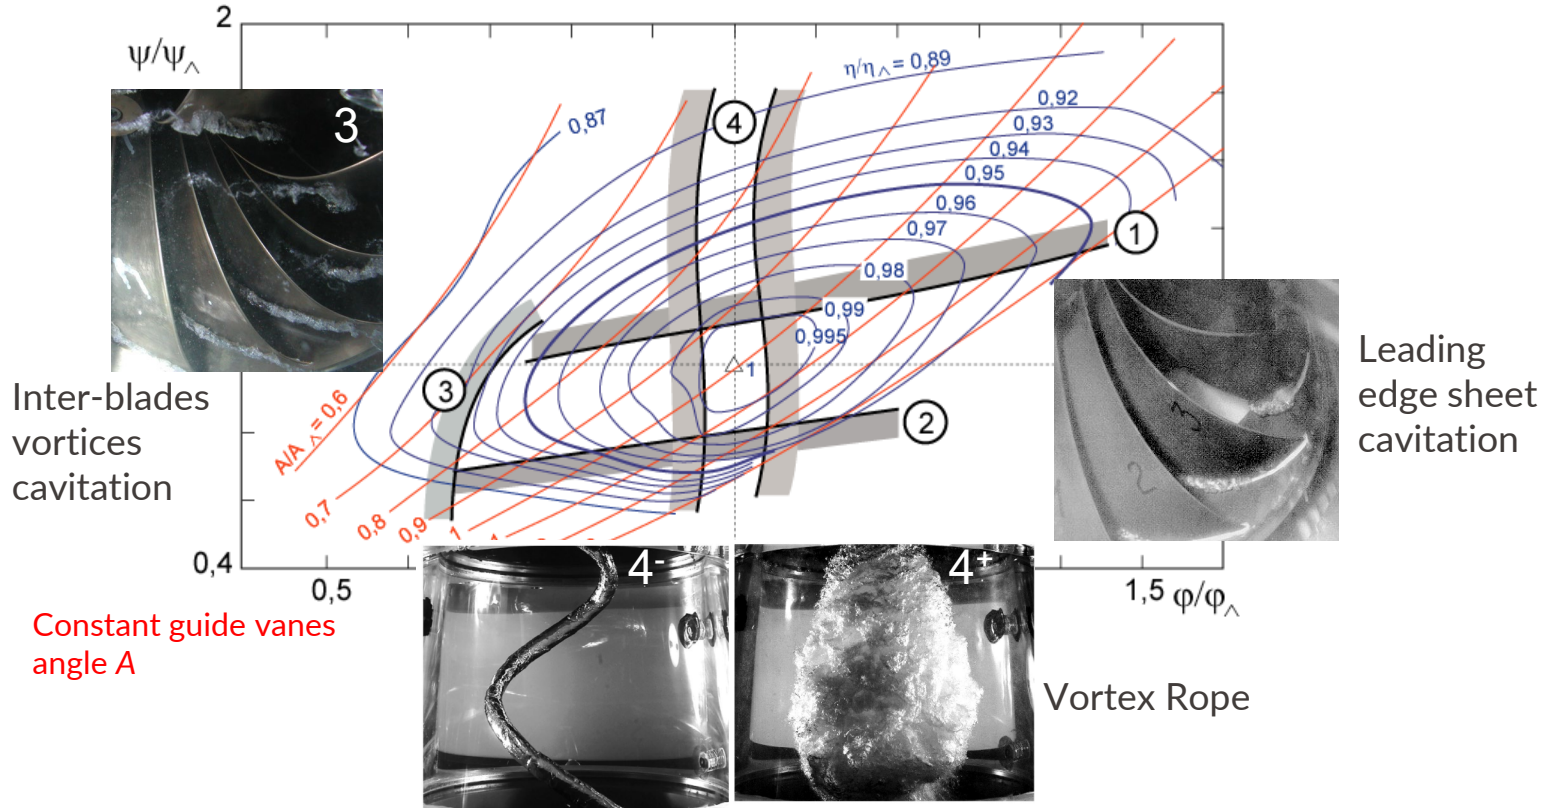 2
ψ/ψ^
η/η^ = 0,89
0,87
4
0,92
0,93
0,94
0,95
0,96
0,97
0,98
0,99
0,995
1
1
3
3
2
A/A^ = 0,6
0,7
0,8
0,9
1
Inter-blades
vortices
cavitation
Leading
edge sheet
cavitation
3
2
0,4
0,5
1,5 φ/φ^
4-
4+
Constant guide vanes
angle A
Vortex Rope